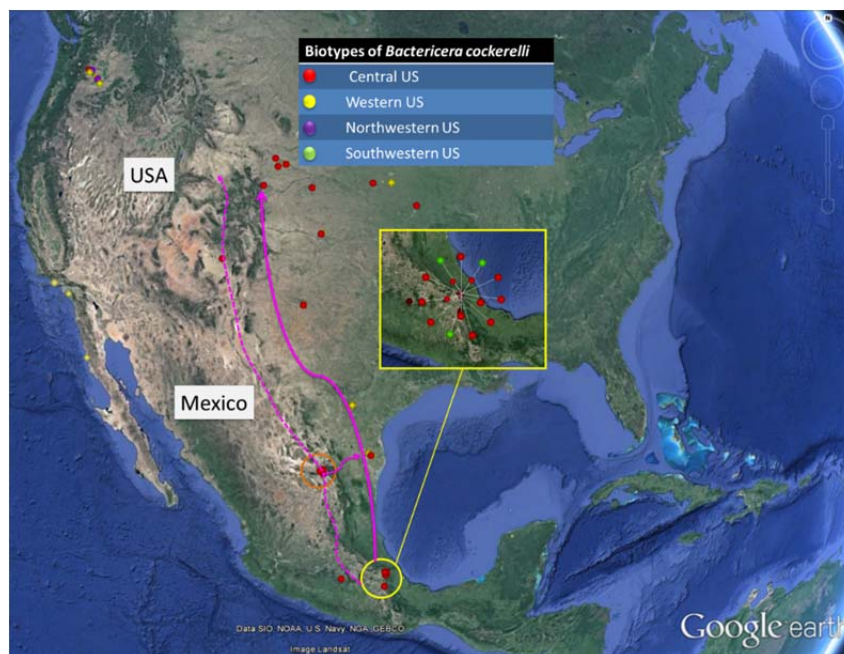 N
Biotypes of Bactericera cockerelli
Central US
Western US
Northwestern US
Southwestern US
USA
Mexico
Data SIO, NOAA, U.S. Navy, NGA, GEBCO
Image Landsat
Google earth